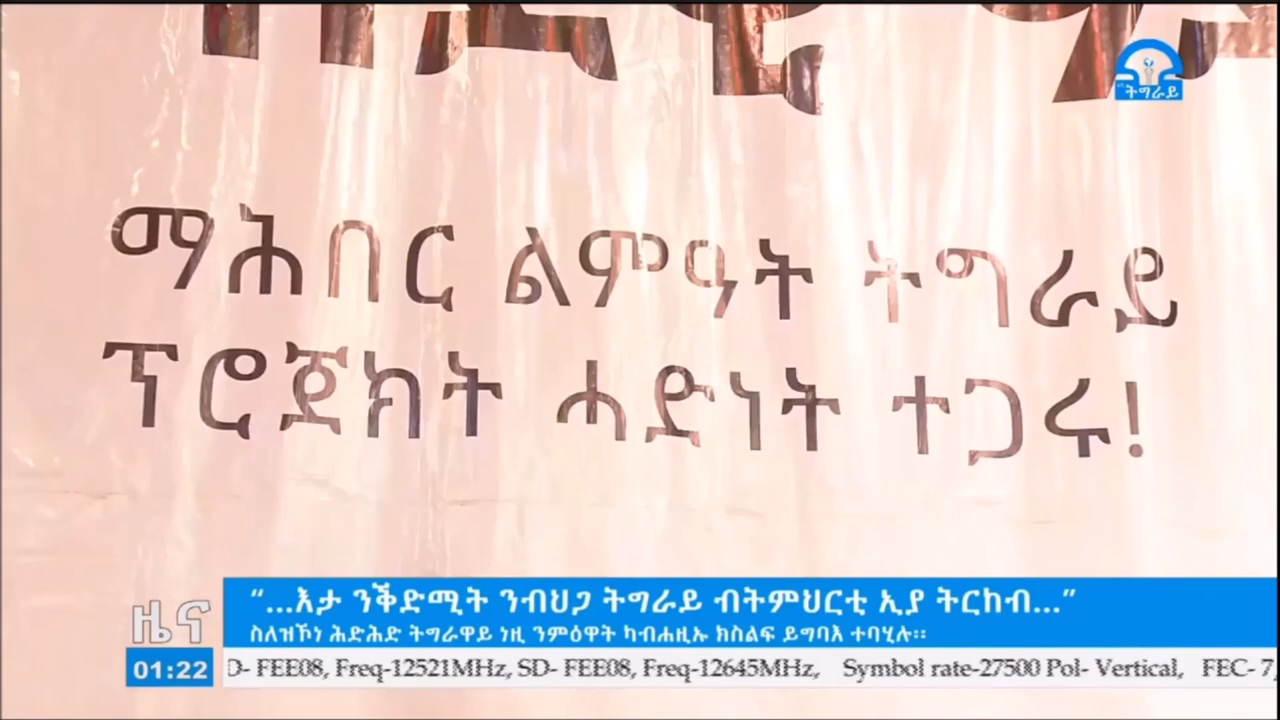 ትግራይ
ማሕበር ልምዓት ትግራይ
ፕሮጀክት ሓድነት ተጋሩ!
ዜና
“...እታ ንቕድሚት ንብህጋ ትግራይ ብትምህርቲ ኢያ ትርከብ...”
ስለዝኾነ ሕድሕድ ትግራዋይ ነዚ ንምዕዋት ካብሐዚኡ ክስልፍ ይግባእ ተባሂሉ።
01:22
D- FEE08, Freq-12521MHz, SD- FEE08, Freq-12645MHz, Symbol rate-27500 Pol- Vertical, FEC- 7/